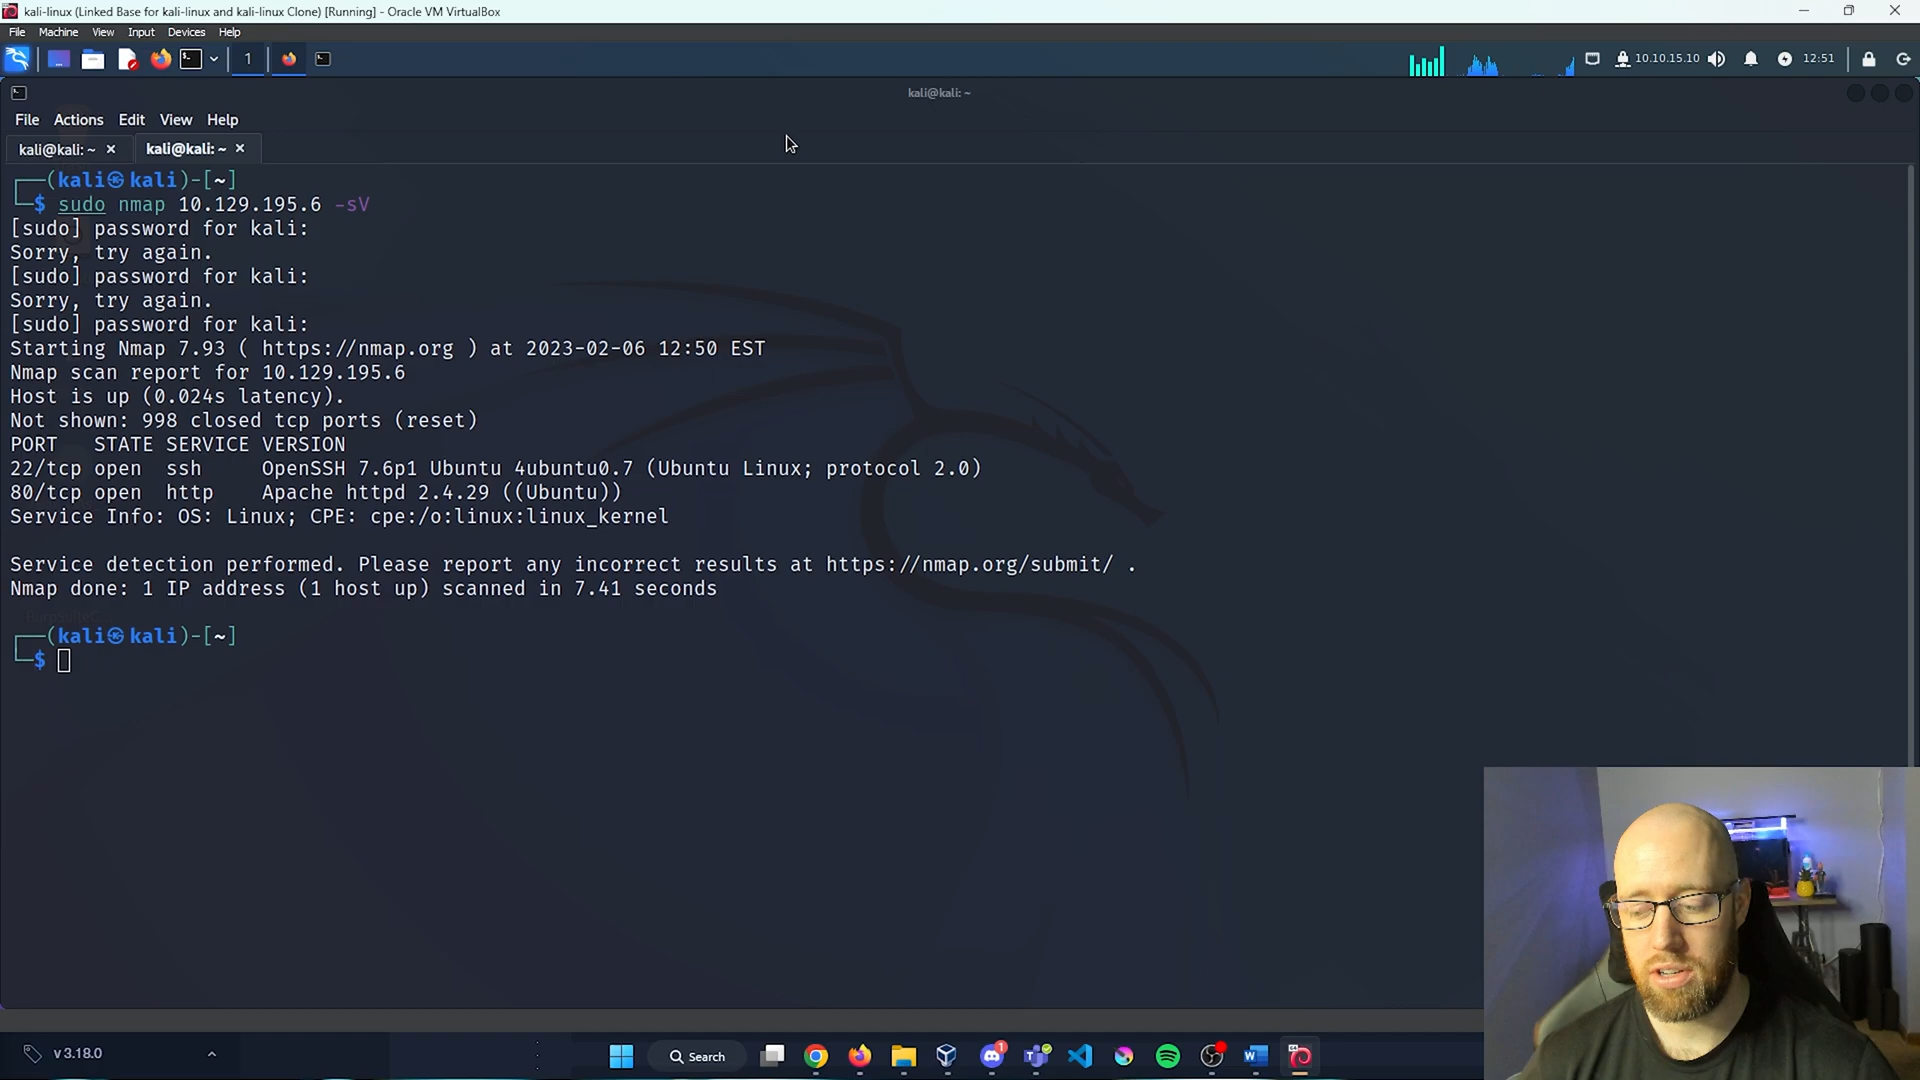 kali-linux (Linked Base for kali-linux and kali-linux Clone) [Running] - Oracle VM VirtualBox
File Machine View Input Devices Help
1
10.10.15.10
12:51
kali@kali: ~
File Actions Edit View Help
kali@kali: ~ × kali@kali: ~ ×
┌──(kali㉿kali)-[~]
└─$ sudo nmap 10.129.195.6 -sV
[sudo] password for kali:
Sorry, try again.
[sudo] password for kali:
Sorry, try again.
[sudo] password for kali:
Starting Nmap 7.93 ( https://nmap.org ) at 2023-02-06 12:50 EST
Nmap scan report for 10.129.195.6
Host is up (0.024s latency).
Not shown: 998 closed tcp ports (reset)
PORT   STATE SERVICE VERSION
22/tcp open  ssh     OpenSSH 7.6p1 Ubuntu 4ubuntu0.7 (Ubuntu Linux; protocol 2.0)
80/tcp open  http    Apache httpd 2.4.29 ((Ubuntu))
Service Info: OS: Linux; CPE: cpe:/o:linux:linux_kernel
Service detection performed. Please report any incorrect results at https://nmap.org/submit/ .
Nmap done: 1 IP address (1 host up) scanned in 7.41 seconds
┌──(kali㉿kali)-[~]
└─$
v 3.18.0
Search
1